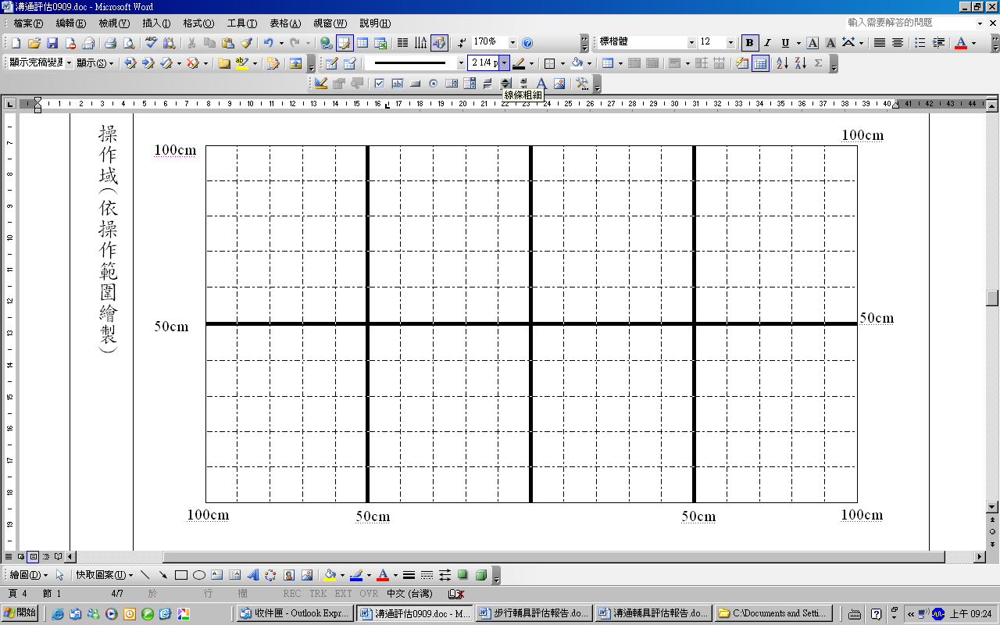 溝通評估0909.doc - Microsoft Word
檔案(F) 編輯(E) 檢視(V) 插入(I) 格式(O) 工具(T) 表格(A) 視窗(W) 說明(H) 輸入需要解答的問題
170% 標楷體 12 B I U A A A
顯示完稿變更 顯示(S) 2 1/4 p
線條粗細
1 1 2 3 4 5 6 7 8 9 10 11 12 13 14 15 16 17 18 19 20 21 22 23 24 25 26 27 28 29 30 31 32 33 34 35 36 37 38 39 40 41 42 43 44
7
8
9
10
11
12
13
14
15
16
17
18
19
操作域(依操作範圍繪製)
100cm 100cm
50cm 50cm
100cm 50cm 50cm 100cm
繪圖(D) 快取圖案(U)
頁 4 節 1 4/7 於 行 欄 REC TRK EXT OVR 中文 (台灣)
開始 收件匣 - Outlook Expr... 溝通評估0909.doc - M... 步行輔具評估報告.do... 溝通輔具評估報告.do... C:\Documents and Setti... 上午 09:24